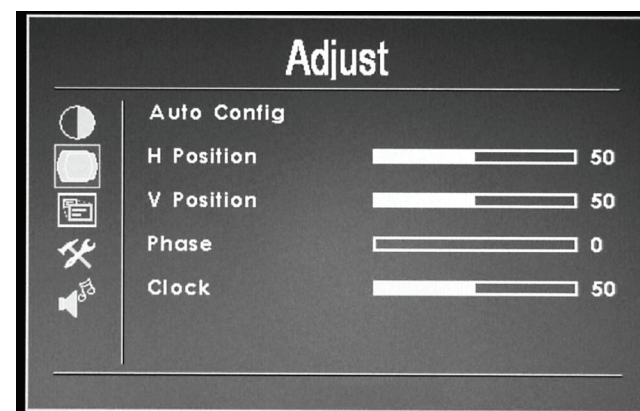 Adjust
Auto Config
H Position 50
V Position 50
Phase 0
Clock 50